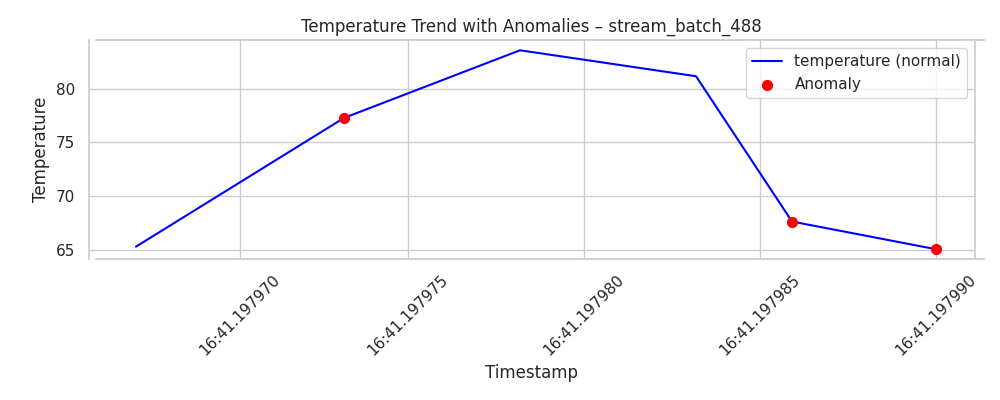 Temperature Trend with Anomalies – stream_batch_488
temperature (normal)
Anomaly
Temperature
80
75
70
65
16:41.197970
16:41.197975
16:41.197980
16:41.197985
16:41.197990
Timestamp